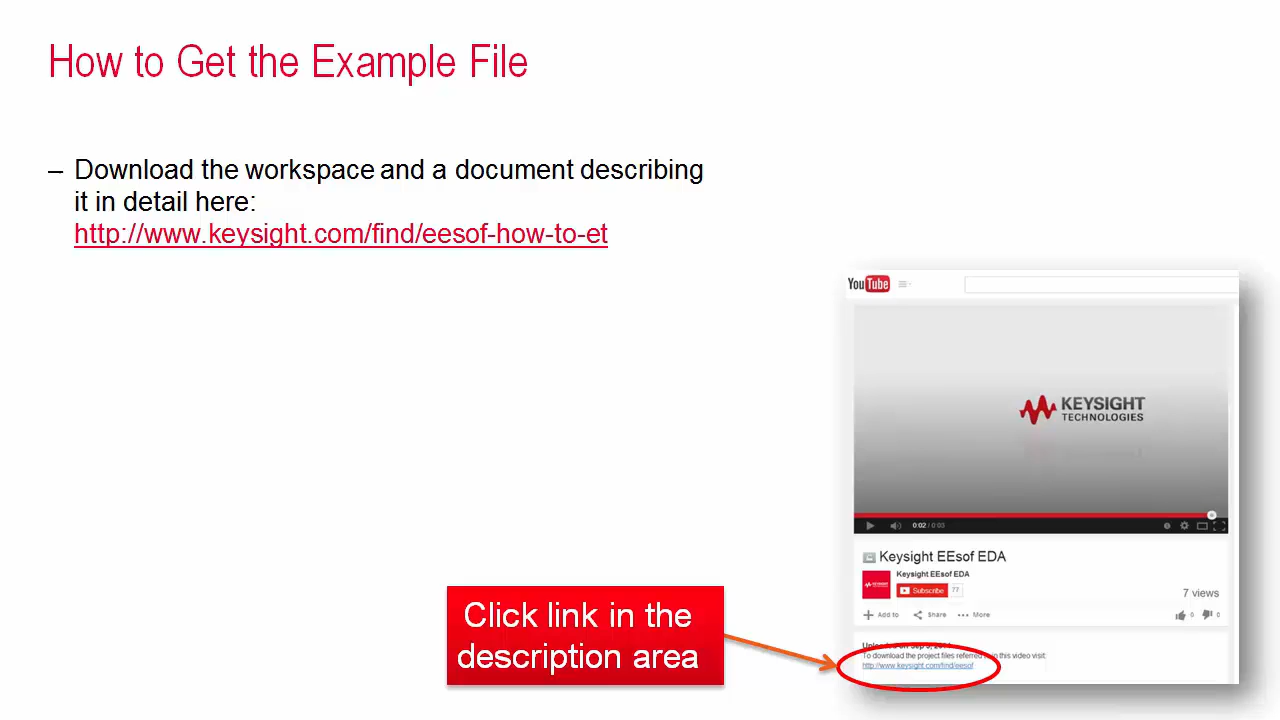 How to Get the Example File
– Download the workspace and a document describing
it in detail here:
http://www.keysight.com/find/eesof-how-to-et
YouTube
KEYSIGHT
TECHNOLOGIES
0:02 / 0:03
Keysight EEsof EDA
Keysight EEsof EDA
Subscribe 77
7 views
Add to Share More 0 0
To download the project files referred in this video visit:
http://www.keysight.com/find/eesof
Click link in the
description area